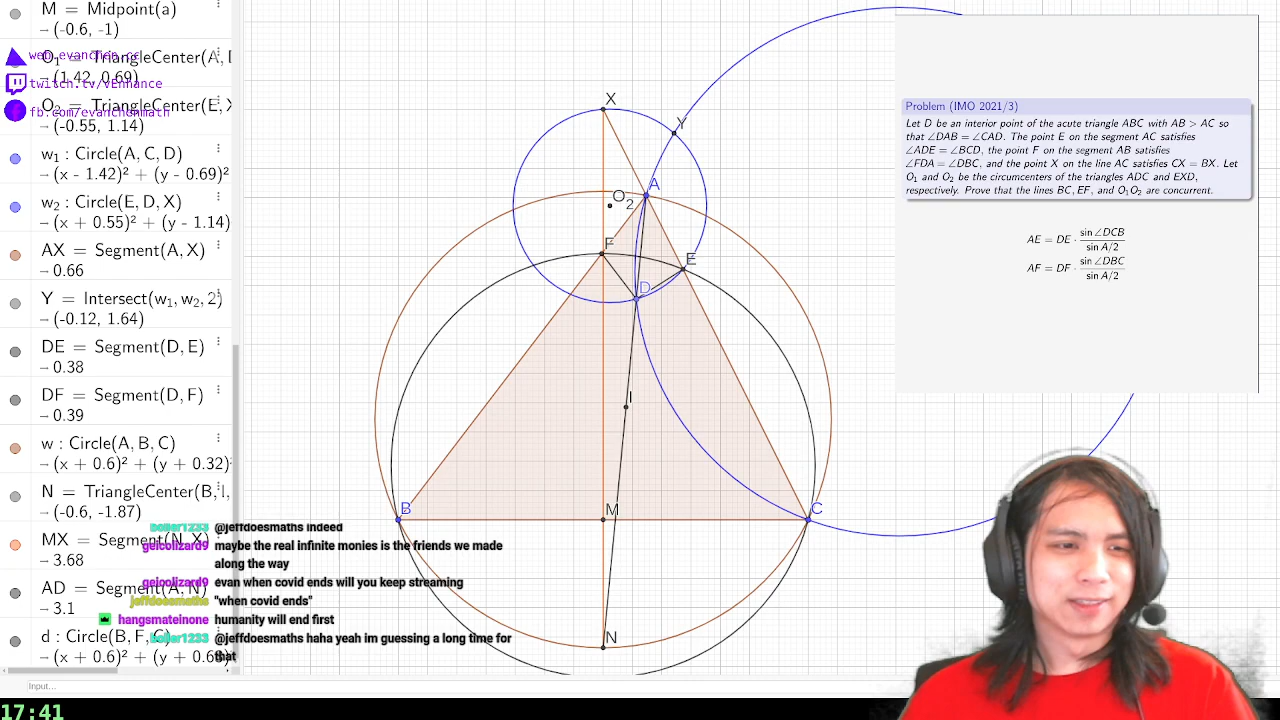 M = Midpoint(a)
→ (-0.6, -1)
web.evanchen.cc
O₁ = TriangleCenter(A,
→ (1.42, 0.69)
twitch.tv/vEnhance
O₂ = TriangleCenter(E, X
fb.com/evanchenmath
→ (-0.55, 1.14)
w₁ : Circle(A, C, D)
→ (x - 1.42)² + (y - 0.69)²
w₂ : Circle(E, D, X)
→ (x + 0.55)² + (y - 1.14)
AX = Segment(A, X)
→ 0.66
Y = Intersect(w₁, w₂, 2)
→ (-0.12, 1.64)
DE = Segment(D, E)
→ 0.38
DF = Segment(D, F)
→ 0.39
w : Circle(A, B, C)
→ (x + 0.6)² + (y + 0.32)
N = TriangleCenter(B, I,
→ (-0.6, -1.87)
MX = Segment(N, X)
→ 3.68
AD = Segment(A, N)
→ 3.1
d : Circle(B, F, C)
→ (x + 0.6)² + (y + 0.6
Input...
17:41
X
Y
A
O₂
F
E
D
I
B
M
C
N
Problem (IMO 2021/3)
Let D be an interior point of the acute triangle ABC with AB > AC so
that ∠DAB = ∠CAD. The point E on the segment AC satisfies
∠ADE = ∠BCD, the point F on the segment AB satisfies
∠FDA = ∠DBC, and the point X on the line AC satisfies CX = BX. Let
O₁ and O₂ be the circumcenters of the triangles ADC and EXD,
respectively. Prove that the lines BC, EF, and O₁O₂ are concurrent.
AE = DE · sin ∠DCB / sin A/2
AF = DF · sin ∠DBC / sin A/2
@jeffdoesmaths indeed
geicolizard9 maybe the real infinite monies is the friends we made
along the way
geicolizard9 evan when covid ends will you keep streaming
jeffdoesmaths "when covid ends"
hangsmateinone humanity will end first
@jeffdoesmaths haha yeah im guessing a long time for
that